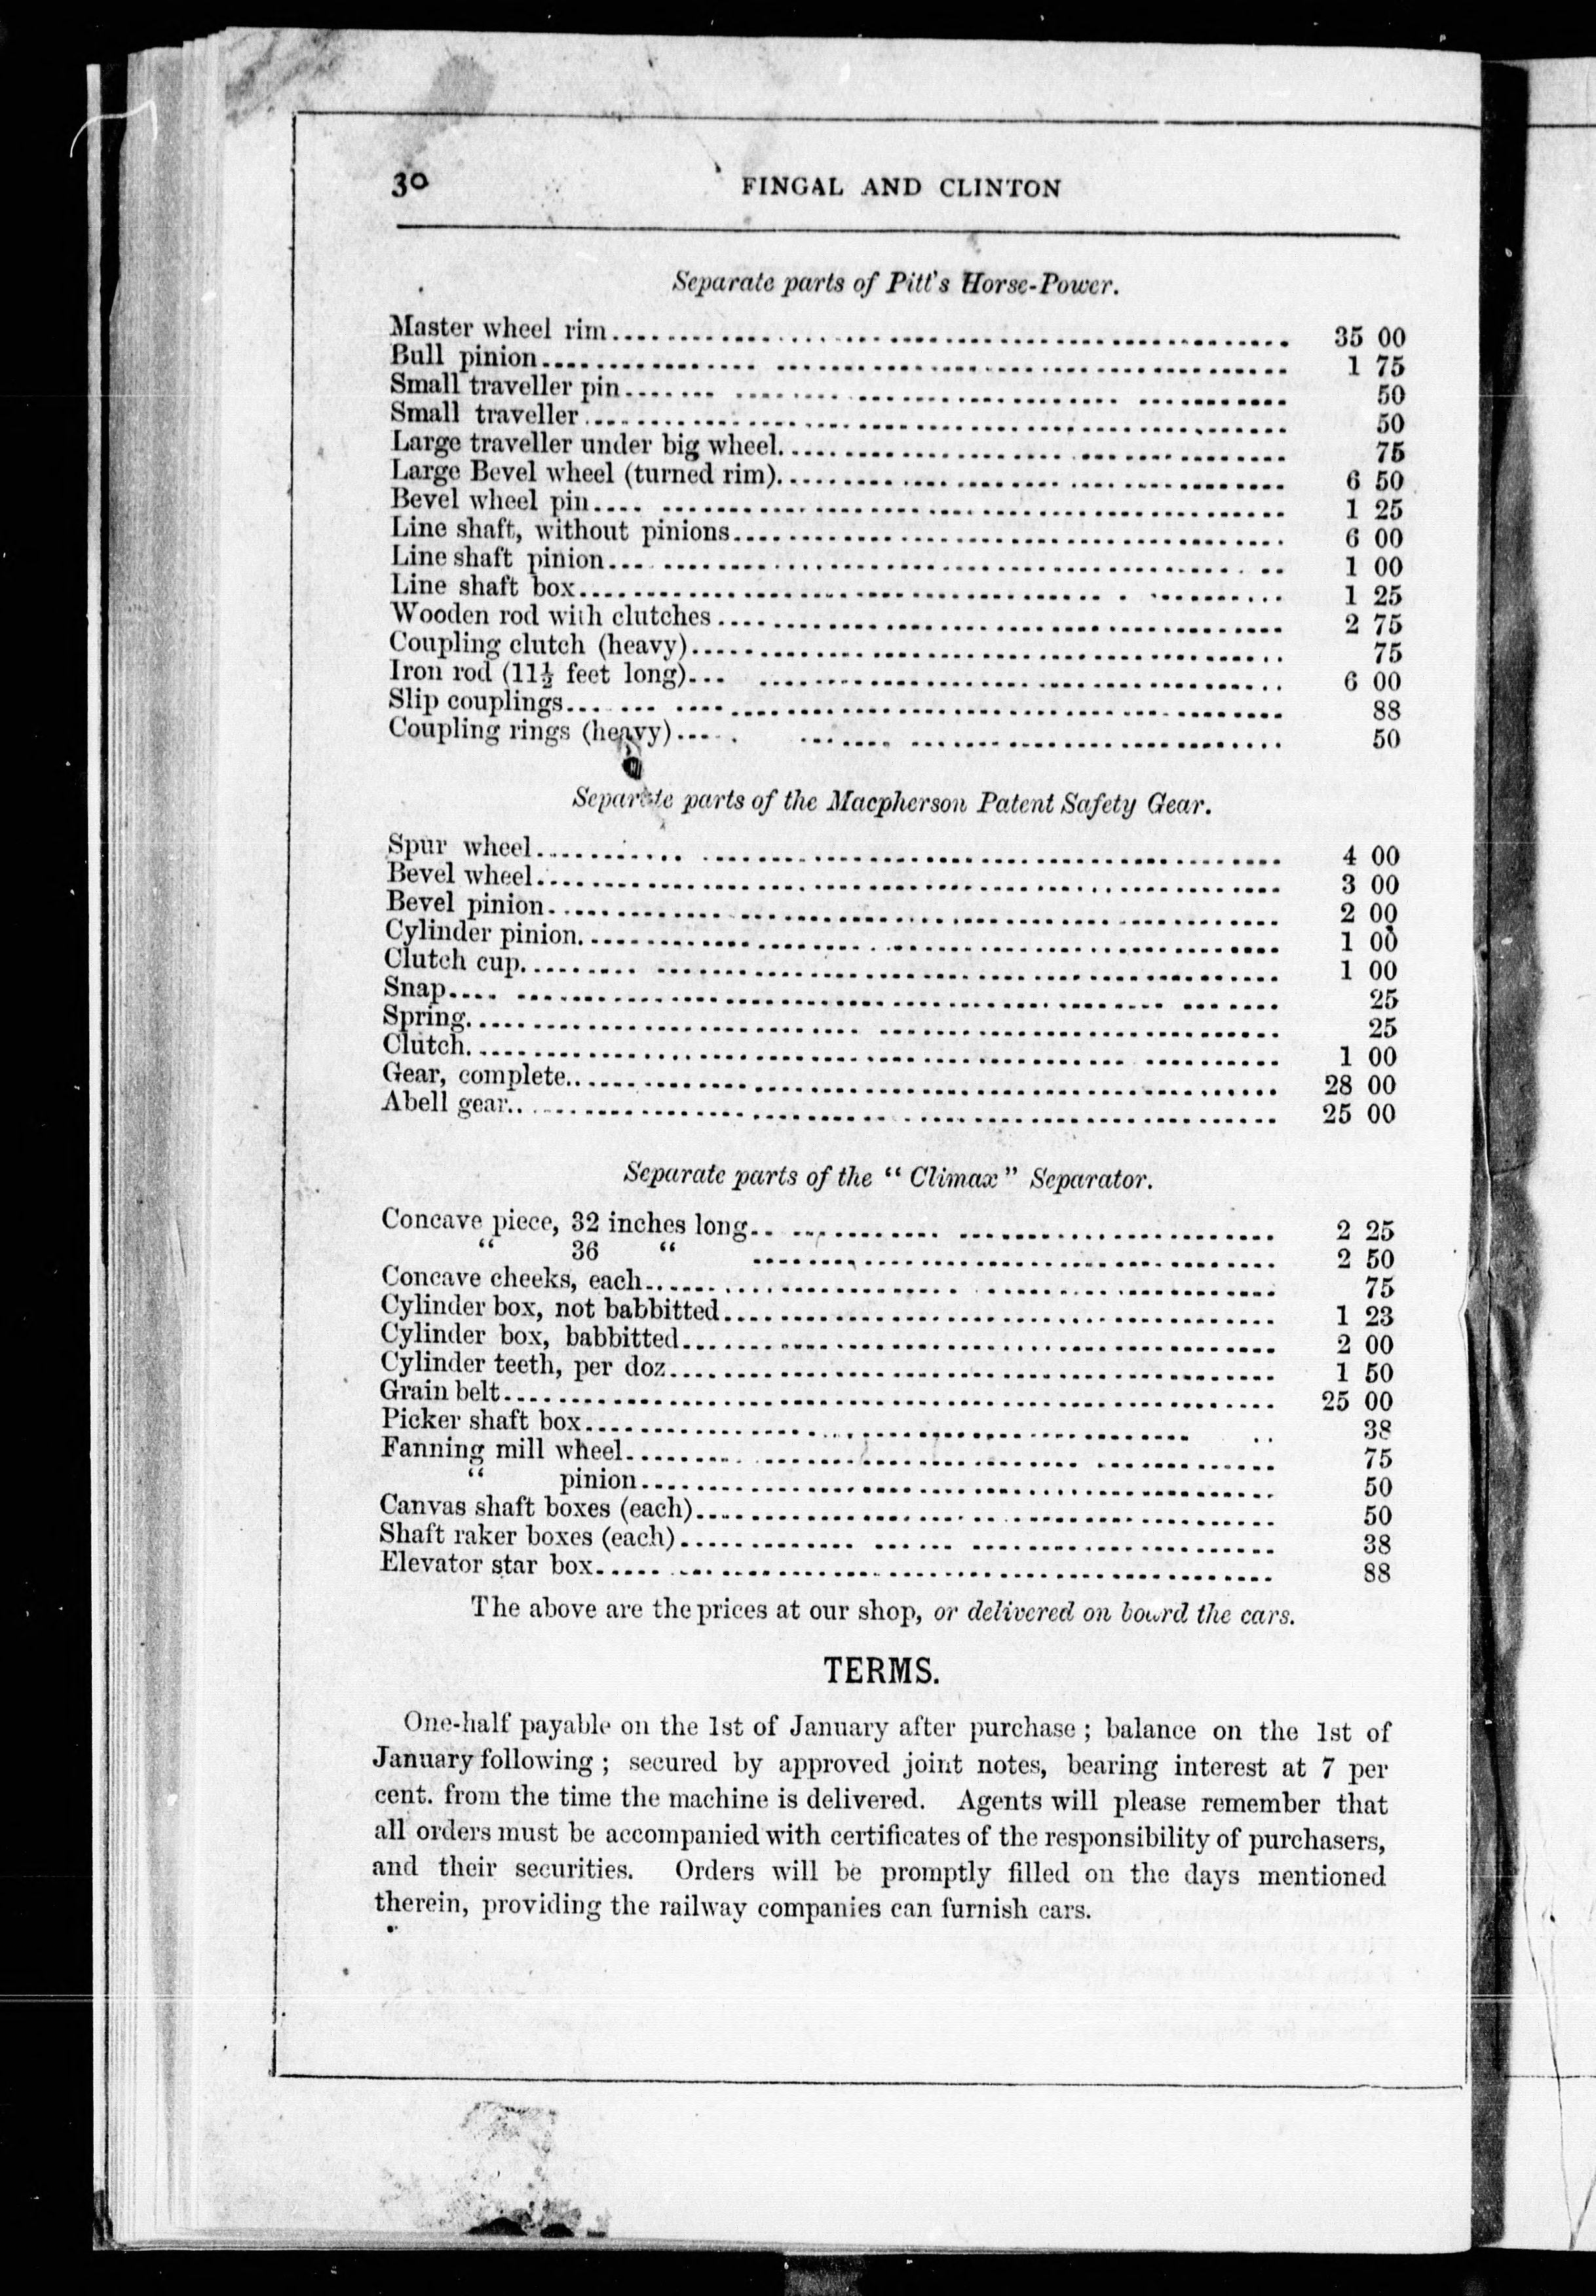 30 FINGAL AND CLINTON
Separate parts of Pitt's Horse-Power.
Master wheel rim 35 00
Bull pinion 1 75
Small traveller pin 50
Small traveller 50
Large traveller under big wheel 75
Large Bevel wheel (turned rim) 6 50
Bevel wheel pin 1 25
Line shaft, without pinions 6 00
Line shaft pinion 1 00
Line shaft box 1 25
Wooden rod with clutches 2 75
Coupling clutch (heavy) 75
Iron rod (11½ feet long) 6 00
Slip couplings 88
Coupling rings (heavy) 50
Separate parts of the Macpherson Patent Safety Gear.
Spur wheel 4 00
Bevel wheel 3 00
Bevel pinion 2 00
Cylinder pinion 1 00
Clutch cup 1 00
Snap 25
Spring 25
Clutch 1 00
Gear, complete 28 00
Abell gear 25 00
Separate parts of the "Climax" Separator.
Concave piece, 32 inches long 2 25
" 36 " 2 50
Concave cheeks, each 75
Cylinder box, not babbitted 1 23
Cylinder box, babbitted 2 00
Cylinder teeth, per doz 1 50
Grain belt 25 00
Picker shaft box 38
Fanning mill wheel 75
" pinion 50
Canvas shaft boxes (each) 50
Shaft raker boxes (each) 38
Elevator star box 88
The above are the prices at our shop, or delivered on board the cars.
TERMS.
One-half payable on the 1st of January after purchase; balance on the 1st of
January following; secured by approved joint notes, bearing interest at 7 per
cent. from the time the machine is delivered. Agents will please remember that
all orders must be accompanied with certificates of the responsibility of purchasers,
and their securities. Orders will be promptly filled on the days mentioned
therein, providing the railway companies can furnish cars.